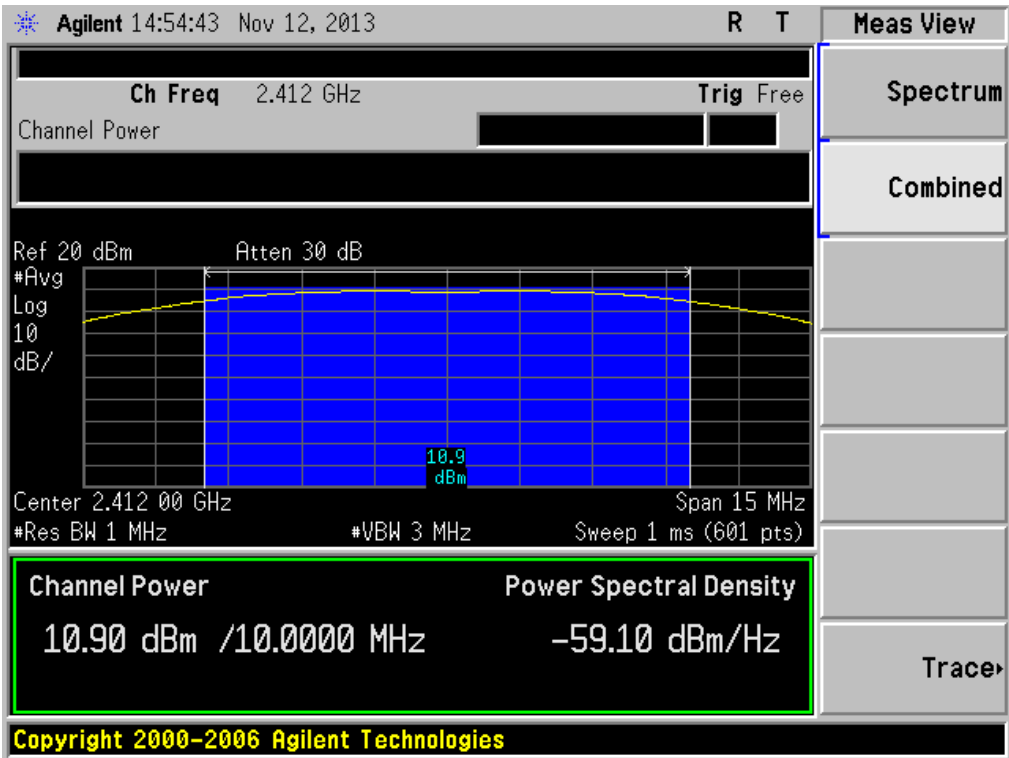 Agilent 14:54:43 Nov 12, 2013 R T
Meas View
Ch Freq 2.412 GHz Trig Free
Channel Power
Spectrum
Combined
Ref 20 dBm Atten 30 dB
#Avg
Log
10
dB/
10.9
dBm
Center 2.412 00 GHz Span 15 MHz
#Res BW 1 MHz #VBW 3 MHz Sweep 1 ms (601 pts)
Channel Power Power Spectral Density
10.90 dBm /10.0000 MHz -59.10 dBm/Hz
Trace
Copyright 2000-2006 Agilent Technologies